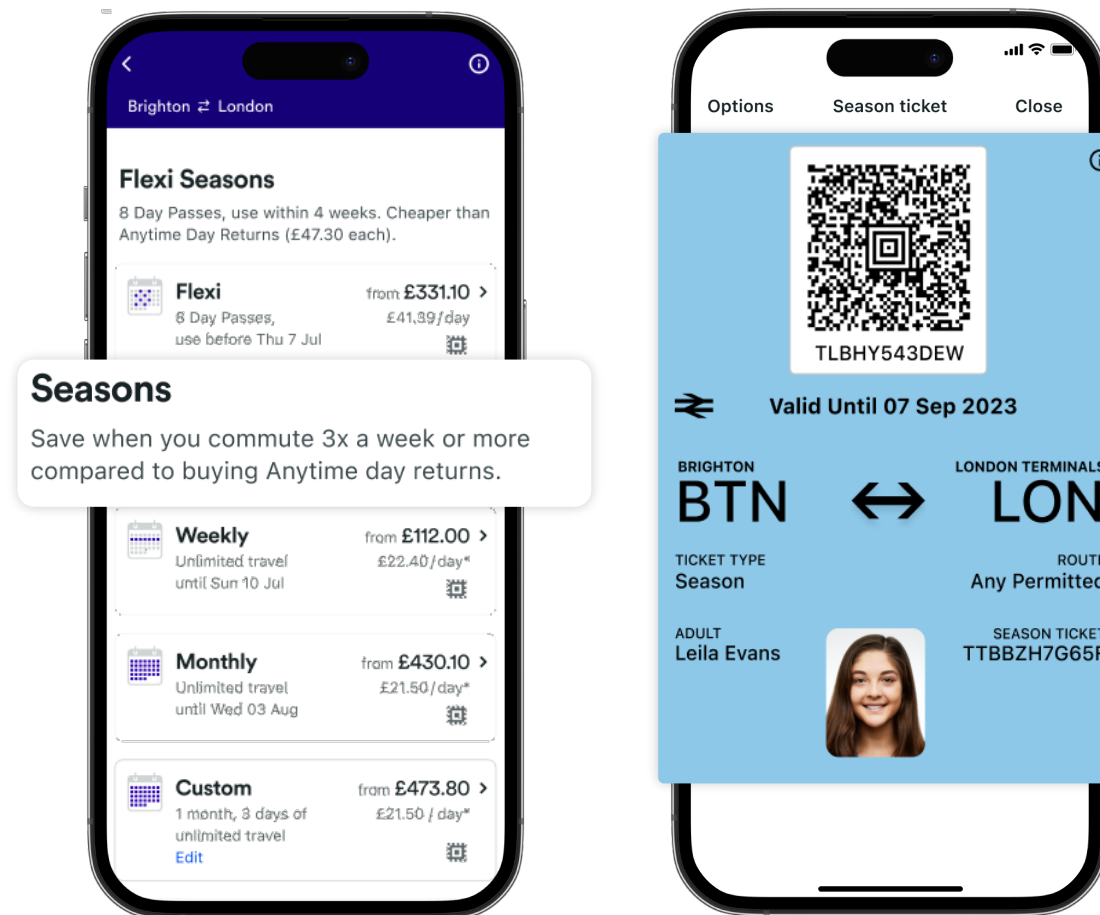 Brighton ⇄ London
Flexi Seasons
8 Day Passes, use within 4 weeks. Cheaper than
Anytime Day Returns (£47.30 each).
Flexi
from £331.10
8 Day Passes,
£41.39/day
use before Thu 7 Jul
Seasons
Save when you commute 3x a week or more
compared to buying Anytime day returns.
Weekly
from £112.00
Unlimited travel
£22.40/day*
until Sun 10 Jul
Monthly
from £430.10
Unlimited travel
£21.50/day*
until Wed 03 Aug
Custom
from £473.80
1 month, 3 days of
£21.50 / day*
unlimited travel
Edit
Options Season ticket Close
TLBHY543DEW
Valid Until 07 Sep 2023
BRIGHTON LONDON TERMINALS
BTN ↔ LON
TICKET TYPE ROUT
Season Any Permitted
ADULT SEASON TICKET
Leila Evans TTBBZH7G65